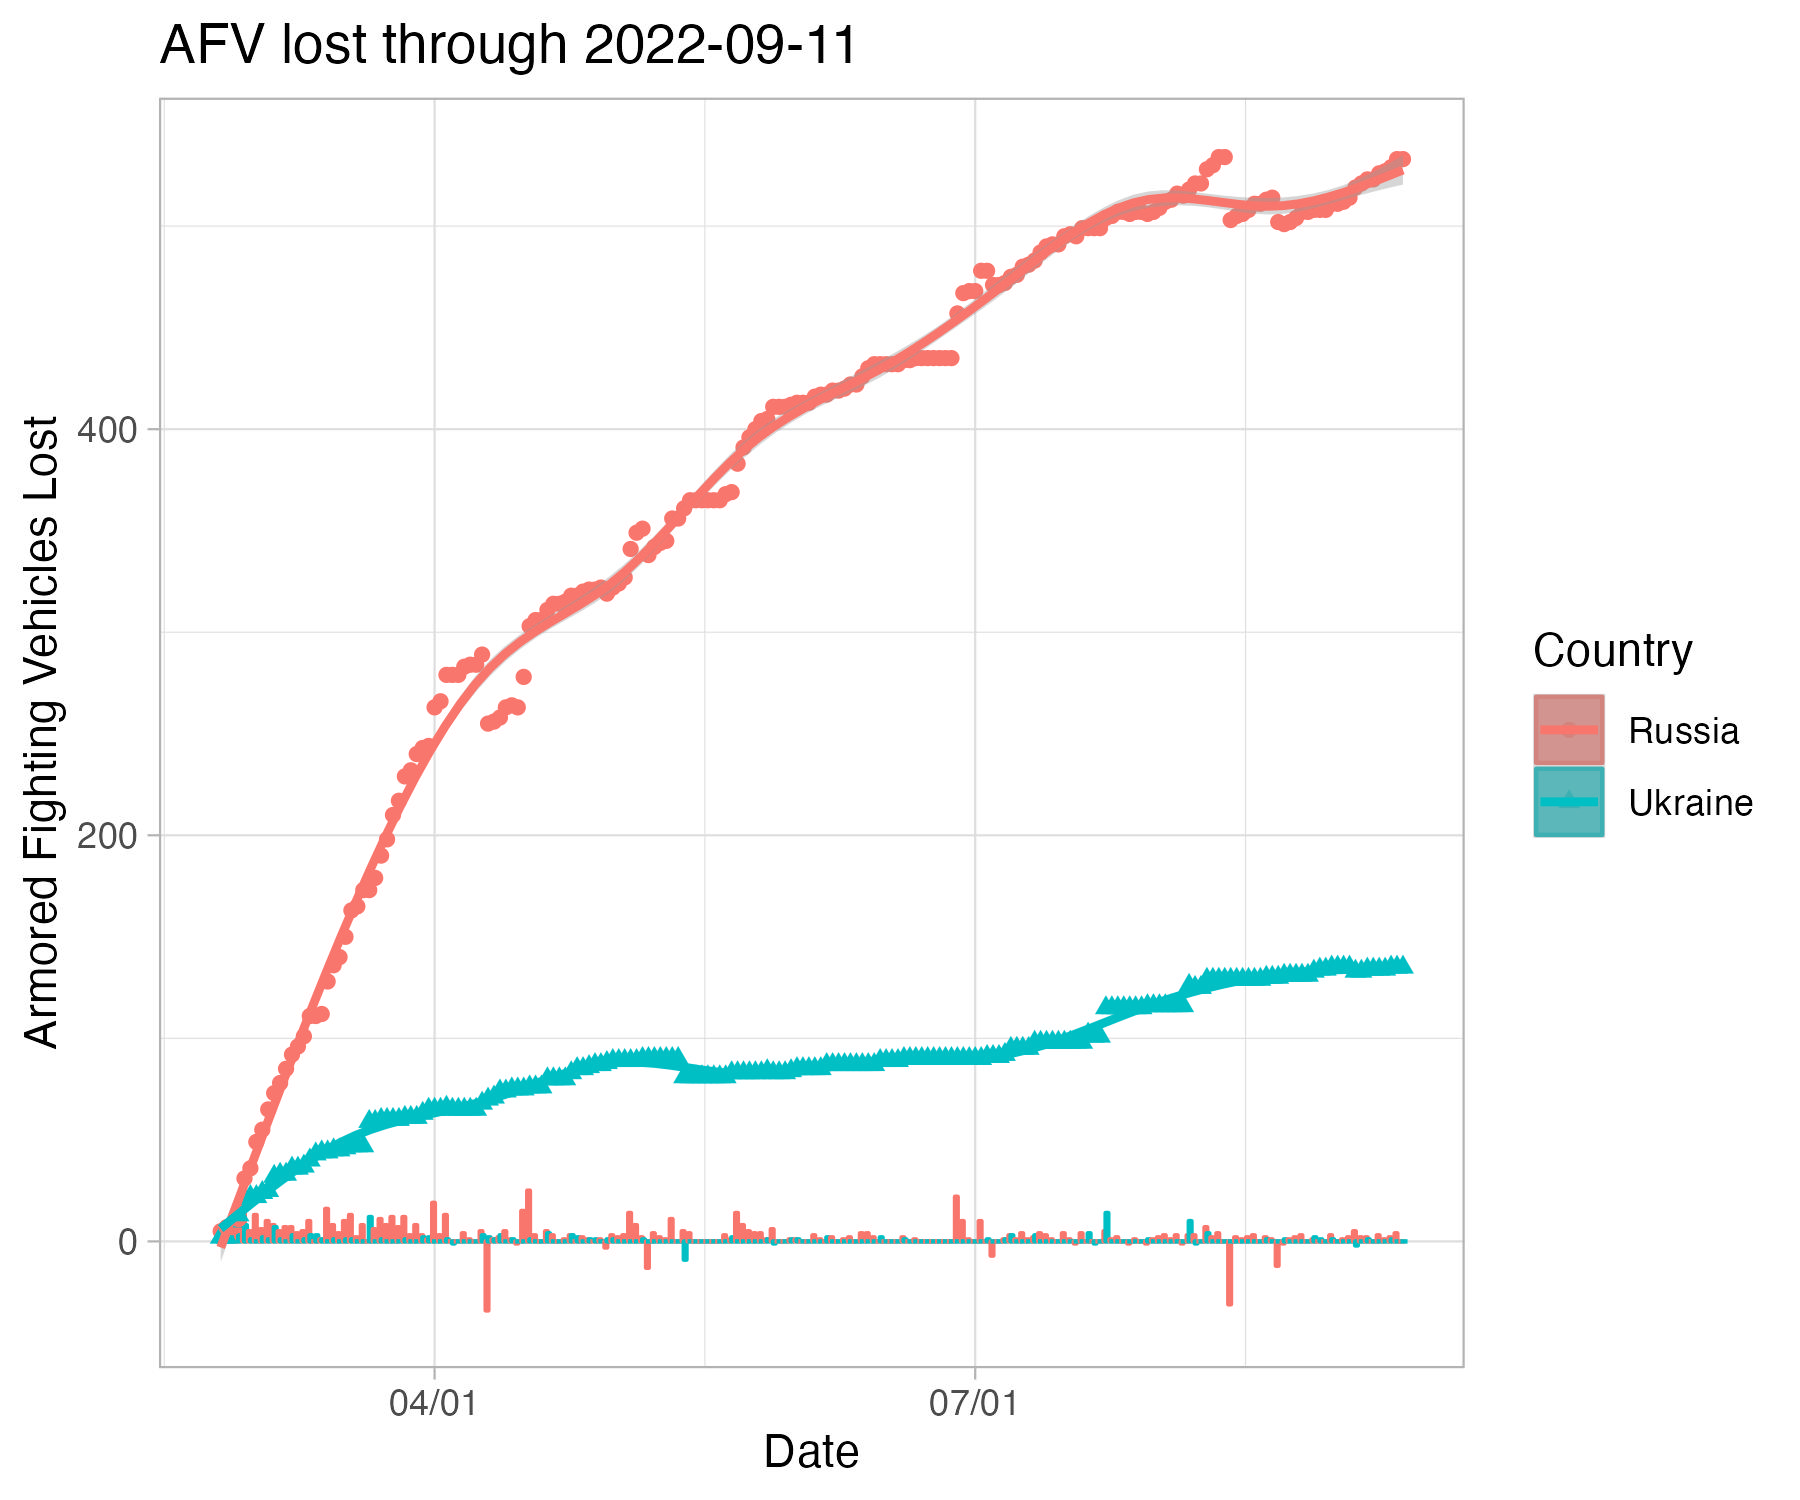 AFV lost through 2022-09-11
Armored Fighting Vehicles Lost
400
200
0
04/01
07/01
Date
Country
Russia
Ukraine